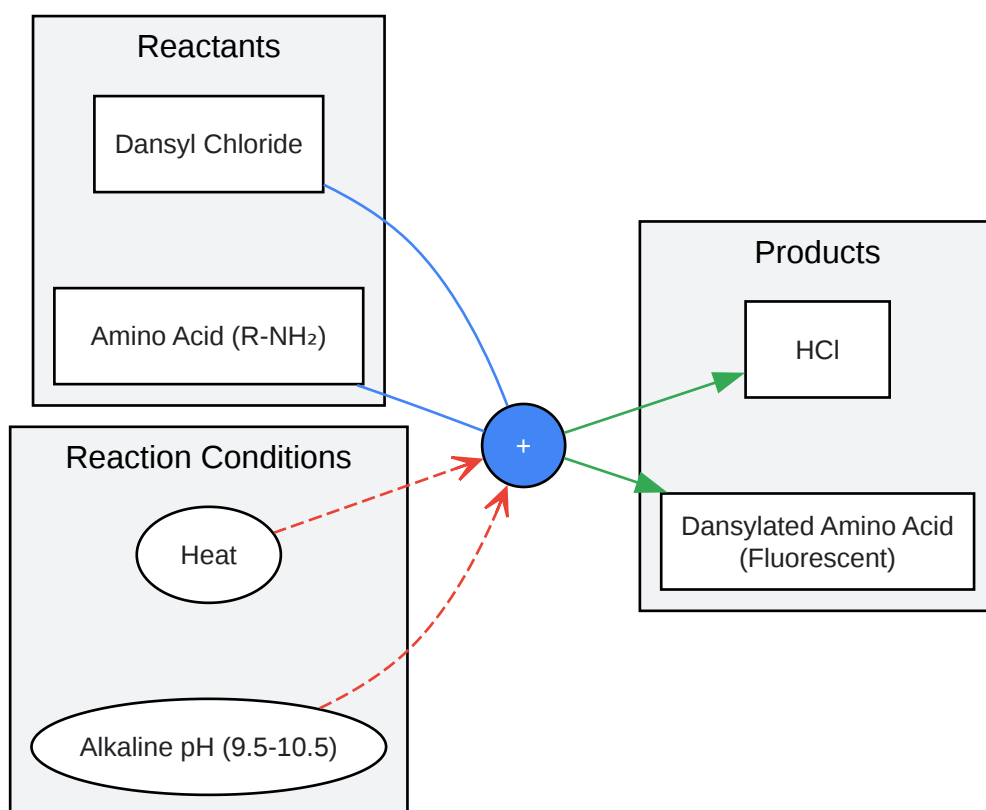 Reactants
Dansyl Chloride
Amino Acid (R-NH₂)
Reaction Conditions
Heat
Alkaline pH (9.5-10.5)
+
Products
HCl
Dansylated Amino Acid
(Fluorescent)